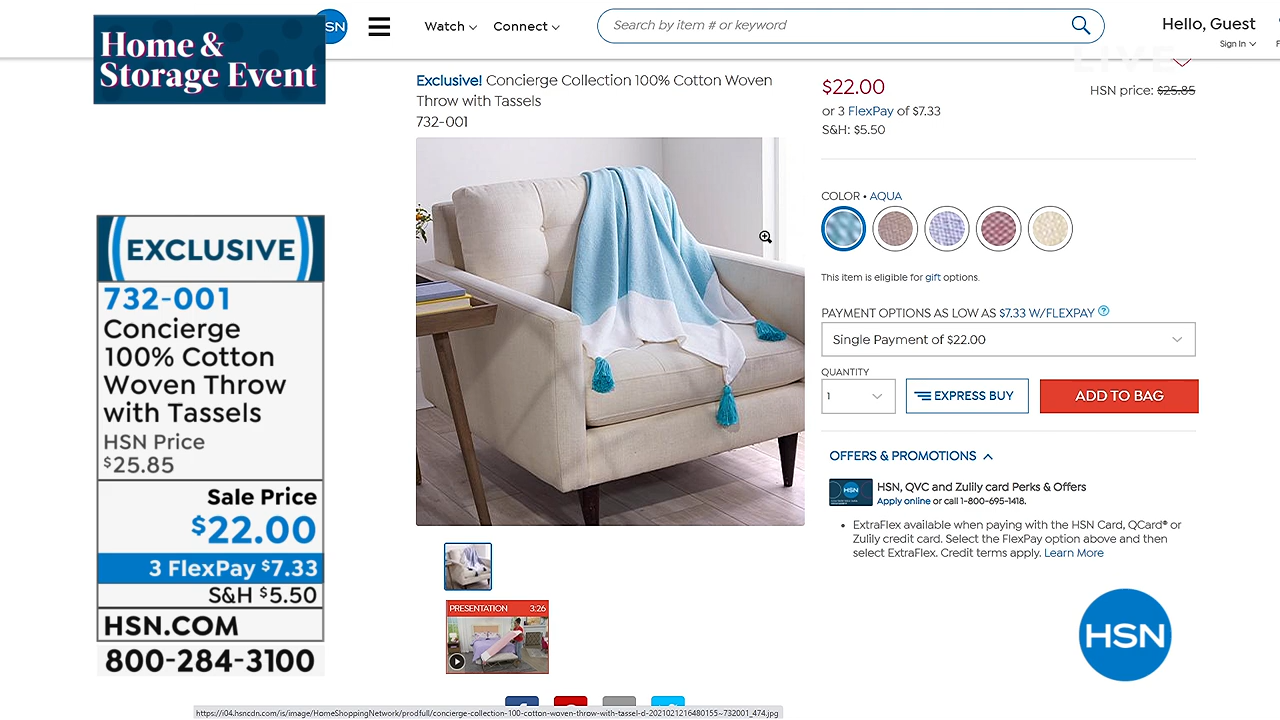 Home &
Storage Event
HSN
Watch
Connect
Search by item # or keyword
Hello, Guest
Sign In
LIVE
Exclusive! Concierge Collection 100% Cotton Woven
Throw with Tassels
732-001
$22.00
HSN price: $25.85
or 3 FlexPay of $7.33
S&H: $5.50
COLOR • AQUA
This item is eligible for gift options.
PAYMENT OPTIONS AS LOW AS $7.33 W/FLEXPAY ?
Single Payment of $22.00
QUANTITY
1
EXPRESS BUY
ADD TO BAG
OFFERS & PROMOTIONS
HSN
HSN, QVC and Zulily card Perks & Offers
Apply online or call 1-800-695-1418.
• ExtraFlex available when paying with the HSN Card, QCard® or
Zulily credit card. Select the FlexPay option above and then
select ExtraFlex. Credit terms apply. Learn More
EXCLUSIVE
732-001
Concierge
100% Cotton
Woven Throw
with Tassels
HSN Price
$25.85
Sale Price
$22.00
3 FlexPay $7.33
S&H $5.50
HSN.COM
800-284-3100
PRESENTATION 3:26
HSN
https://i04.hsncdn.com/is/image/HomeShoppingNetwork/prodfull/concierge-collection-100-cotton-woven-throw-with-tassel-d-2021021216480155~732001_474.jpg